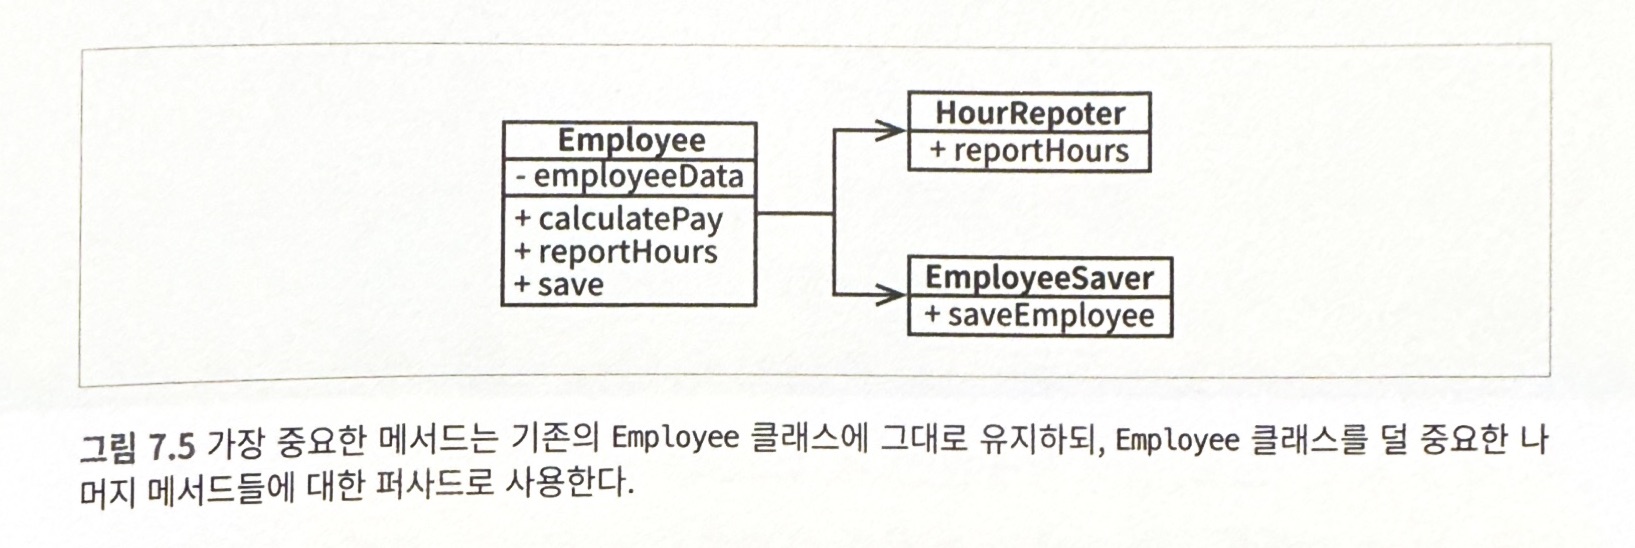 Employee
- employeeData
+ calculatePay
+ reportHours
+ save
HourRepoter
+ reportHours
EmployeeSaver
+ saveEmployee
그림 7.5 가장 중요한 메서드는 기존의 Employee 클래스에 그대로 유지하되, Employee 클래스를 덜 중요한 나
머지 메서드들에 대한 퍼사드로 사용한다.